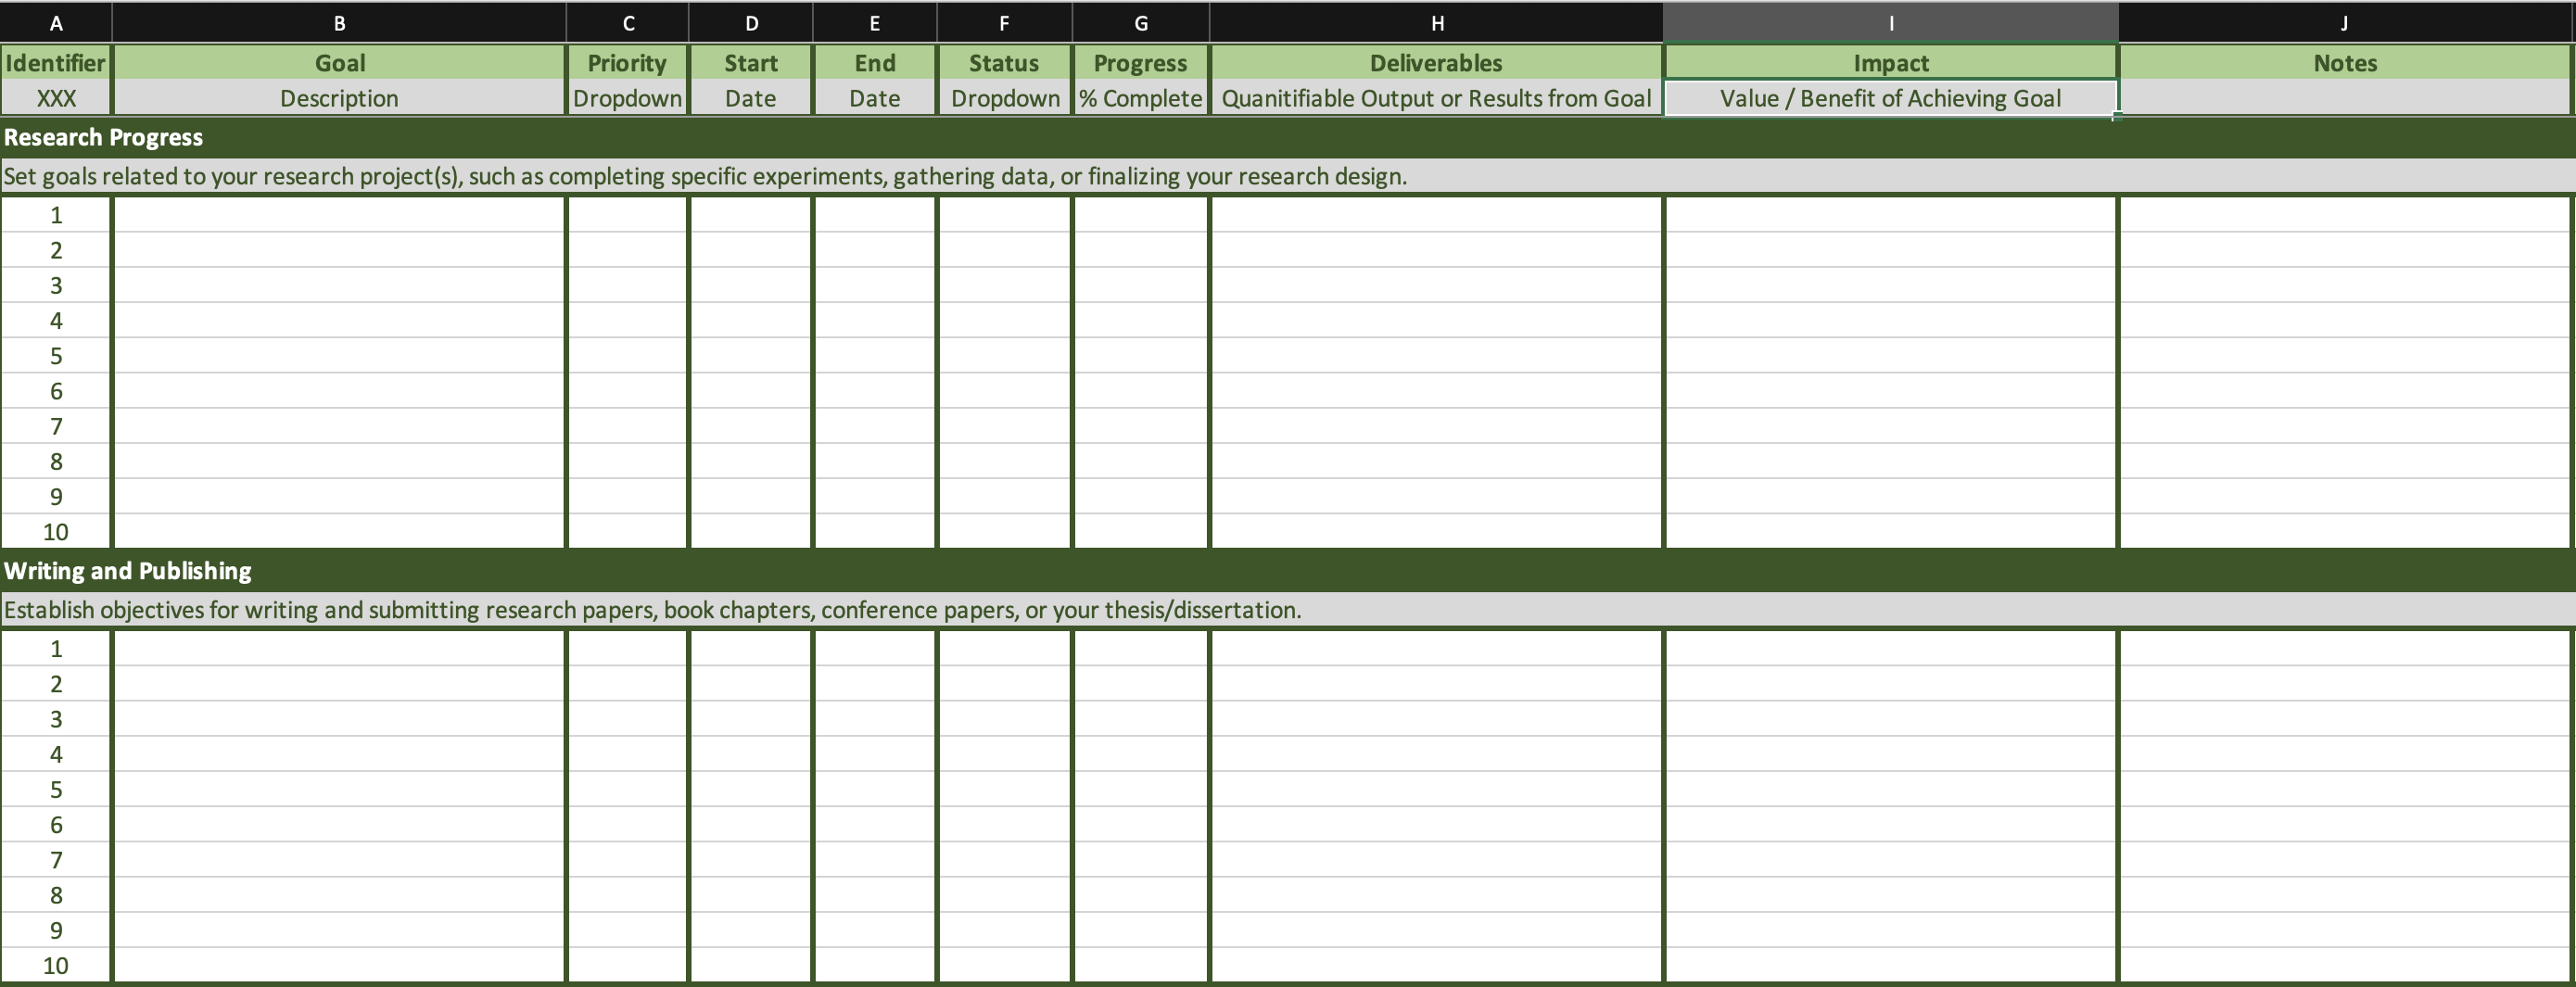 A B C D E F G H I J
Identifier Goal Priority Start End Status Progress Deliverables Impact Notes
XXX Description Dropdown Date Date Dropdown % Complete Quanitifiable Output or Results from Goal Value / Benefit of Achieving Goal
Research Progress
Set goals related to your research project(s), such as completing specific experiments, gathering data, or finalizing your research design.
1
2
3
4
5
6
7
8
9
10
Writing and Publishing
Establish objectives for writing and submitting research papers, book chapters, conference papers, or your thesis/dissertation.
1
2
3
4
5
6
7
8
9
10